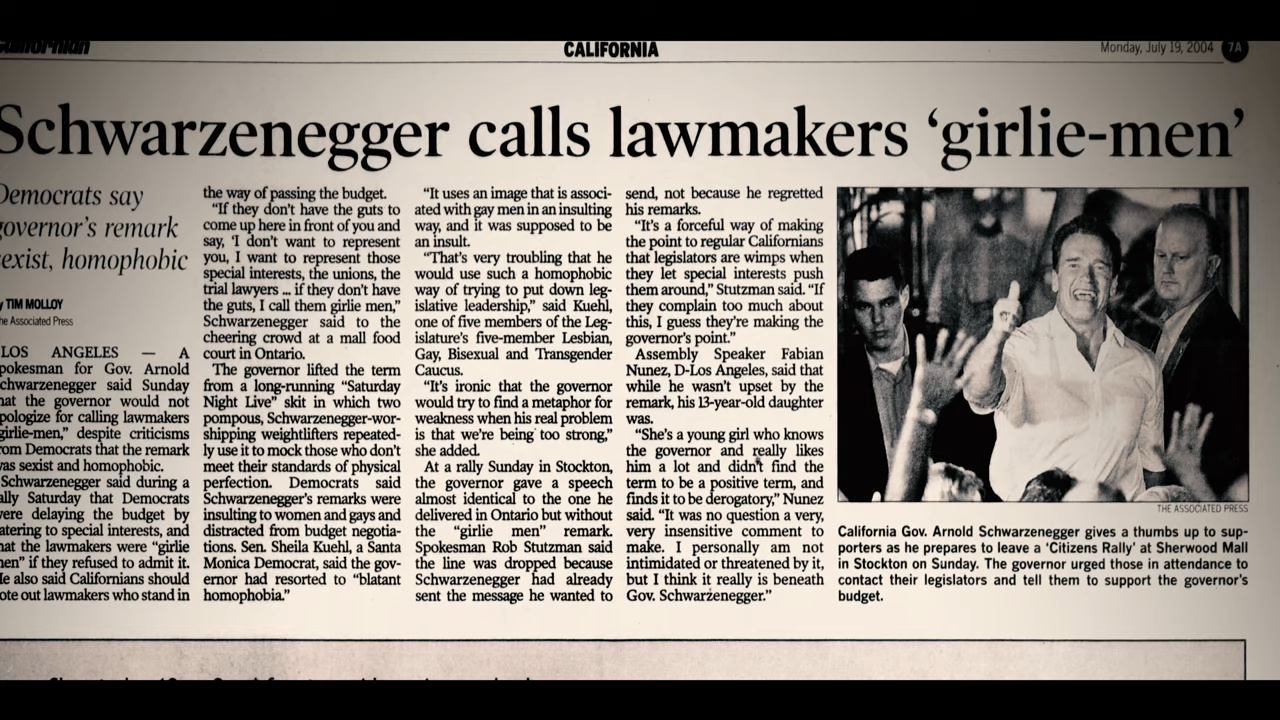 CALIFORNIA
Monday, July 19, 2004 7A
Schwarzenegger calls lawmakers ‘girlie-men’
Democrats say
governor’s remark
sexist, homophobic
TIM MOLLOY
The Associated Press
LOS ANGELES — A
spokesman for Gov. Arnold
Schwarzenegger said Sunday
that the governor would not
apologize for calling lawmakers
“girlie-men,” despite criticisms
from Democrats that the remark
was sexist and homophobic.
Schwarzenegger said during a
rally Saturday that Democrats
were delaying the budget by
catering to special interests, and
that the lawmakers were “girlie
men” if they refused to admit it.
He also said Californians should
vote out lawmakers who stand in
the way of passing the budget.
“If they don’t have the guts to
come up here in front of you and
say, ‘I don’t want to represent
you, I want to represent those
special interests, the unions, the
trial lawyers ... if they don’t have
the guts, I call them girlie men,”
Schwarzenegger said to the
cheering crowd at a mall food
court in Ontario.
The governor lifted the term
from a long-running “Saturday
Night Live” skit in which two
pompous, Schwarzenegger-wor-
shipping weightlifters repeated-
ly use it to mock those who don’t
meet their standards of physical
perfection. Democrats said
Schwarzenegger’s remarks were
insulting to women and gays and
distracted from budget negotia-
tions. Sen. Sheila Kuehl, a Santa
Monica Democrat, said the gov-
ernor had resorted to “blatant
homophobia.”
“It uses an image that is associ-
ated with gay men in an insulting
way, and it was supposed to be
an insult.
“That’s very troubling that he
would use such a homophobic
way of trying to put down leg-
islative leadership,” said Kuehl,
one of five members of the Leg-
islature’s five-member Lesbian,
Gay, Bisexual and Transgender
Caucus.
“It’s ironic that the governor
would try to find a metaphor for
weakness when his real problem
is that we’re being too strong,”
she added.
At a rally Sunday in Stockton,
the governor gave a speech
almost identical to the one he
delivered in Ontario but without
the “girlie men” remark.
Spokesman Rob Stutzman said
the line was dropped because
Schwarzenegger had already
sent the message he wanted to
send, not because he regretted
his remarks.
“It’s a forceful way of making
the point to regular Californians
that legislators are wimps when
they let special interests push
them around,” Stutzman said. “If
they complain too much about
this, I guess they’re making the
governor’s point.”
Assembly Speaker Fabian
Nunez, D-Los Angeles, said that
while he wasn’t upset by the
remark, his 13-year-old daughter
was.
“She’s a young girl who knows
the governor and really likes
him a lot and didn’t find the
term to be a positive term, and
finds it to be derogatory,” Nunez
said. “It was no question a very,
very insensitive comment to
make. I personally am not
intimidated or threatened by it,
but I think it really is beneath
Gov. Schwarzenegger.”
THE ASSOCIATED PRESS
California Gov. Arnold Schwarzenegger gives a thumbs up to sup-
porters as he prepares to leave a ‘Citizens Rally’ at Sherwood Mall
in Stockton on Sunday. The governor urged those in attendance to
contact their legislators and tell them to support the governor’s
budget.